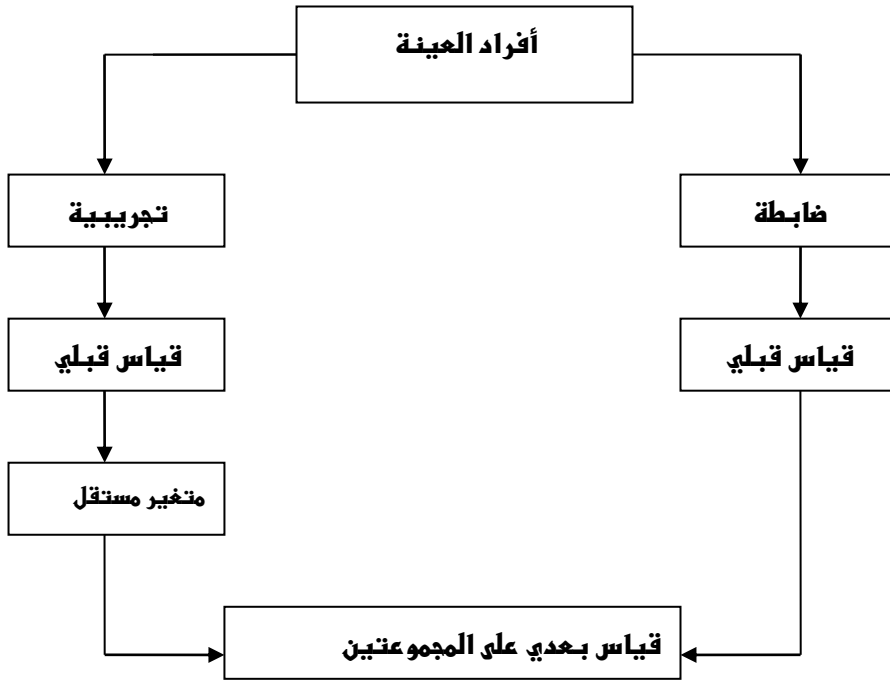 أفراد العينة
ضابطة
تجريبية
قياس قبلي
قياس قبلي
متغير مستقل
قياس بعدي على المجموعتين